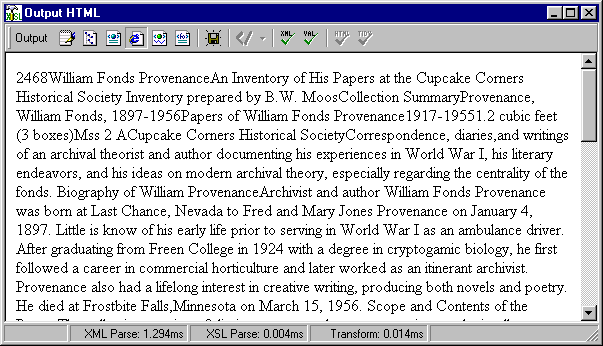 Output HTML
Output XML VAL HTML TIDY
2468William Fonds ProvenanceAn Inventory of His Papers at the Cupcake Corners
Historical Society Inventory prepared by B.W. MoosCollection SummaryProvenance,
William Fonds, 1897-1956Papers of William Fonds Provenance1917-19551.2 cubic feet
(3 boxes)Mss 2 ACupcake Corners Historical SocietyCorrespondence, diaries,and writings
of an archival theorist and author documenting his experiences in World War I, his literary
endeavors, and his ideas on modern archival theory, especially regarding the centrality of the
fonds. Biography of William ProvenanceArchivist and author William Fonds Provenance
was born at Last Chance, Nevada to Fred and Mary Jones Provenance on January 4,
1897. Little is know of his early life prior to serving in World War I as an ambulance driver.
After graduating from Freen College in 1924 with a degree in cryptogamic biology, he first
followed a career in commercial horticulture and later worked as an itinerant archivist.
Provenance also had a lifelong interest in creative writing, producing both novels and poetry.
He died at Frostbite Falls,Minnesota on March 15, 1956. Scope and Contents of the
XML Parse: 1.294ms XSL Parse: 0.004ms Transform: 0.014ms